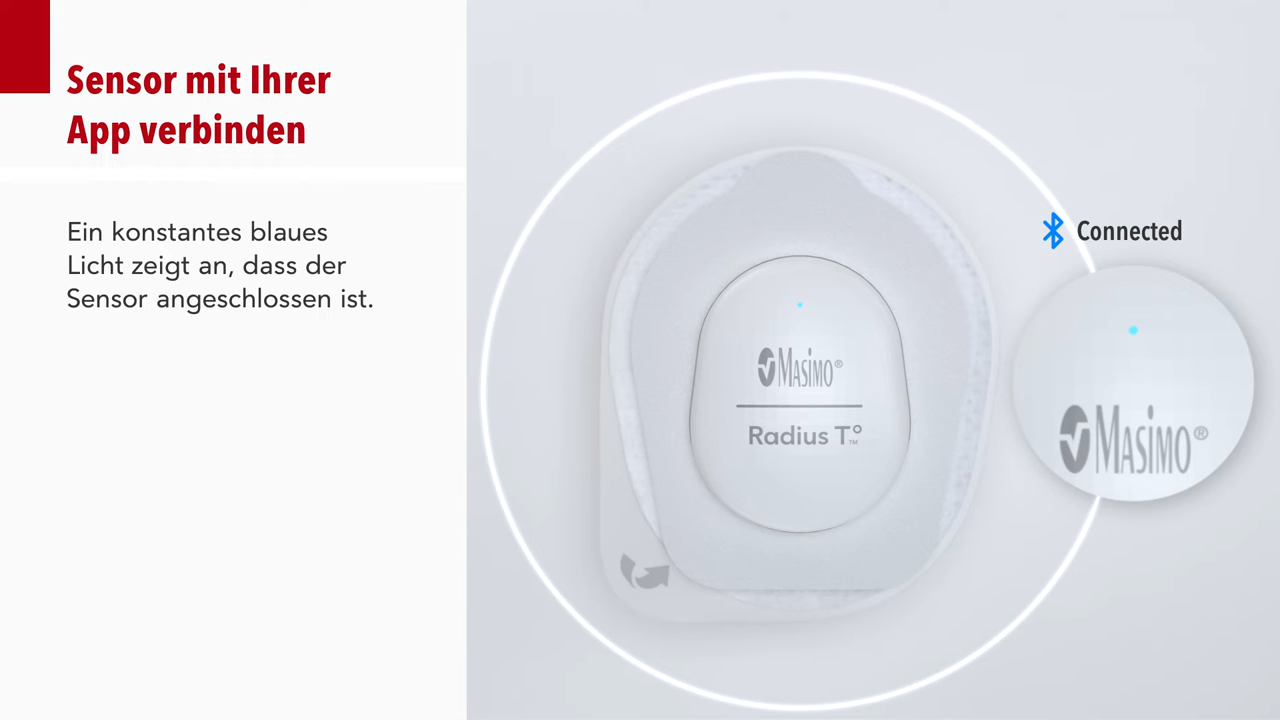 Sensor mit Ihrer
App verbinden
Ein konstantes blaues
Licht zeigt an, dass der
Sensor angeschlossen ist.
Connected
Masimo®
Radius T°™
Masimo®